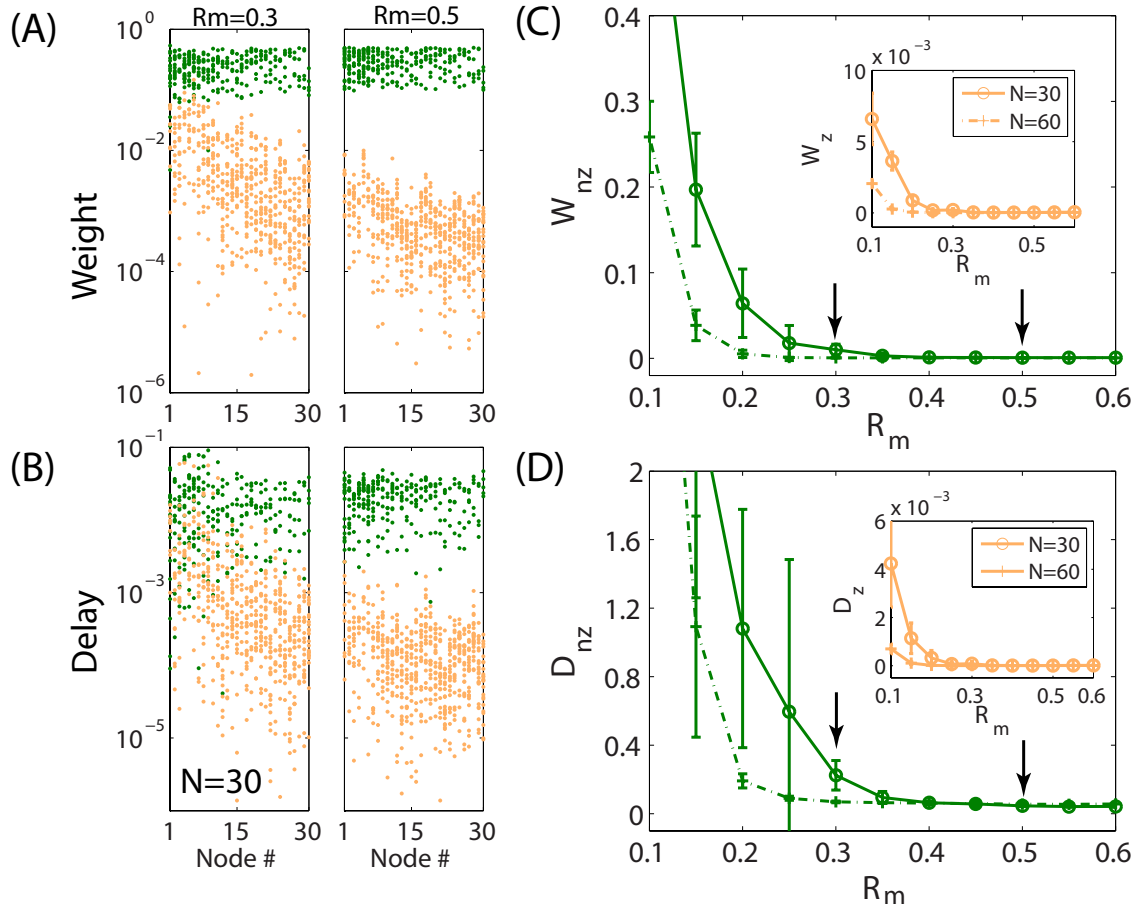 (A)
Rm=0.3
Rm=0.5
Weight
10^0
10^-2
10^-4
10^-6
1
15
30
1
15
30
(B)
Delay
10^-1
10^-3
10^-5
N=30
1
15
30
1
15
30
Node #
Node #
(C)
W_nz
0.4
0.3
0.2
0.1
0
0.1
0.2
0.3
0.4
0.5
0.6
R_m
x 10^-3
10
5
0
W_z
N=30
N=60
0.1
0.3
0.5
R_m
(D)
D_nz
2
1.6
1.2
0.8
0.4
0
0.1
0.2
0.3
0.4
0.5
0.6
R_m
x 10^-3
6
4
2
0
D_z
N=30
N=60
0.1
0.3
0.5
0.6
R_m